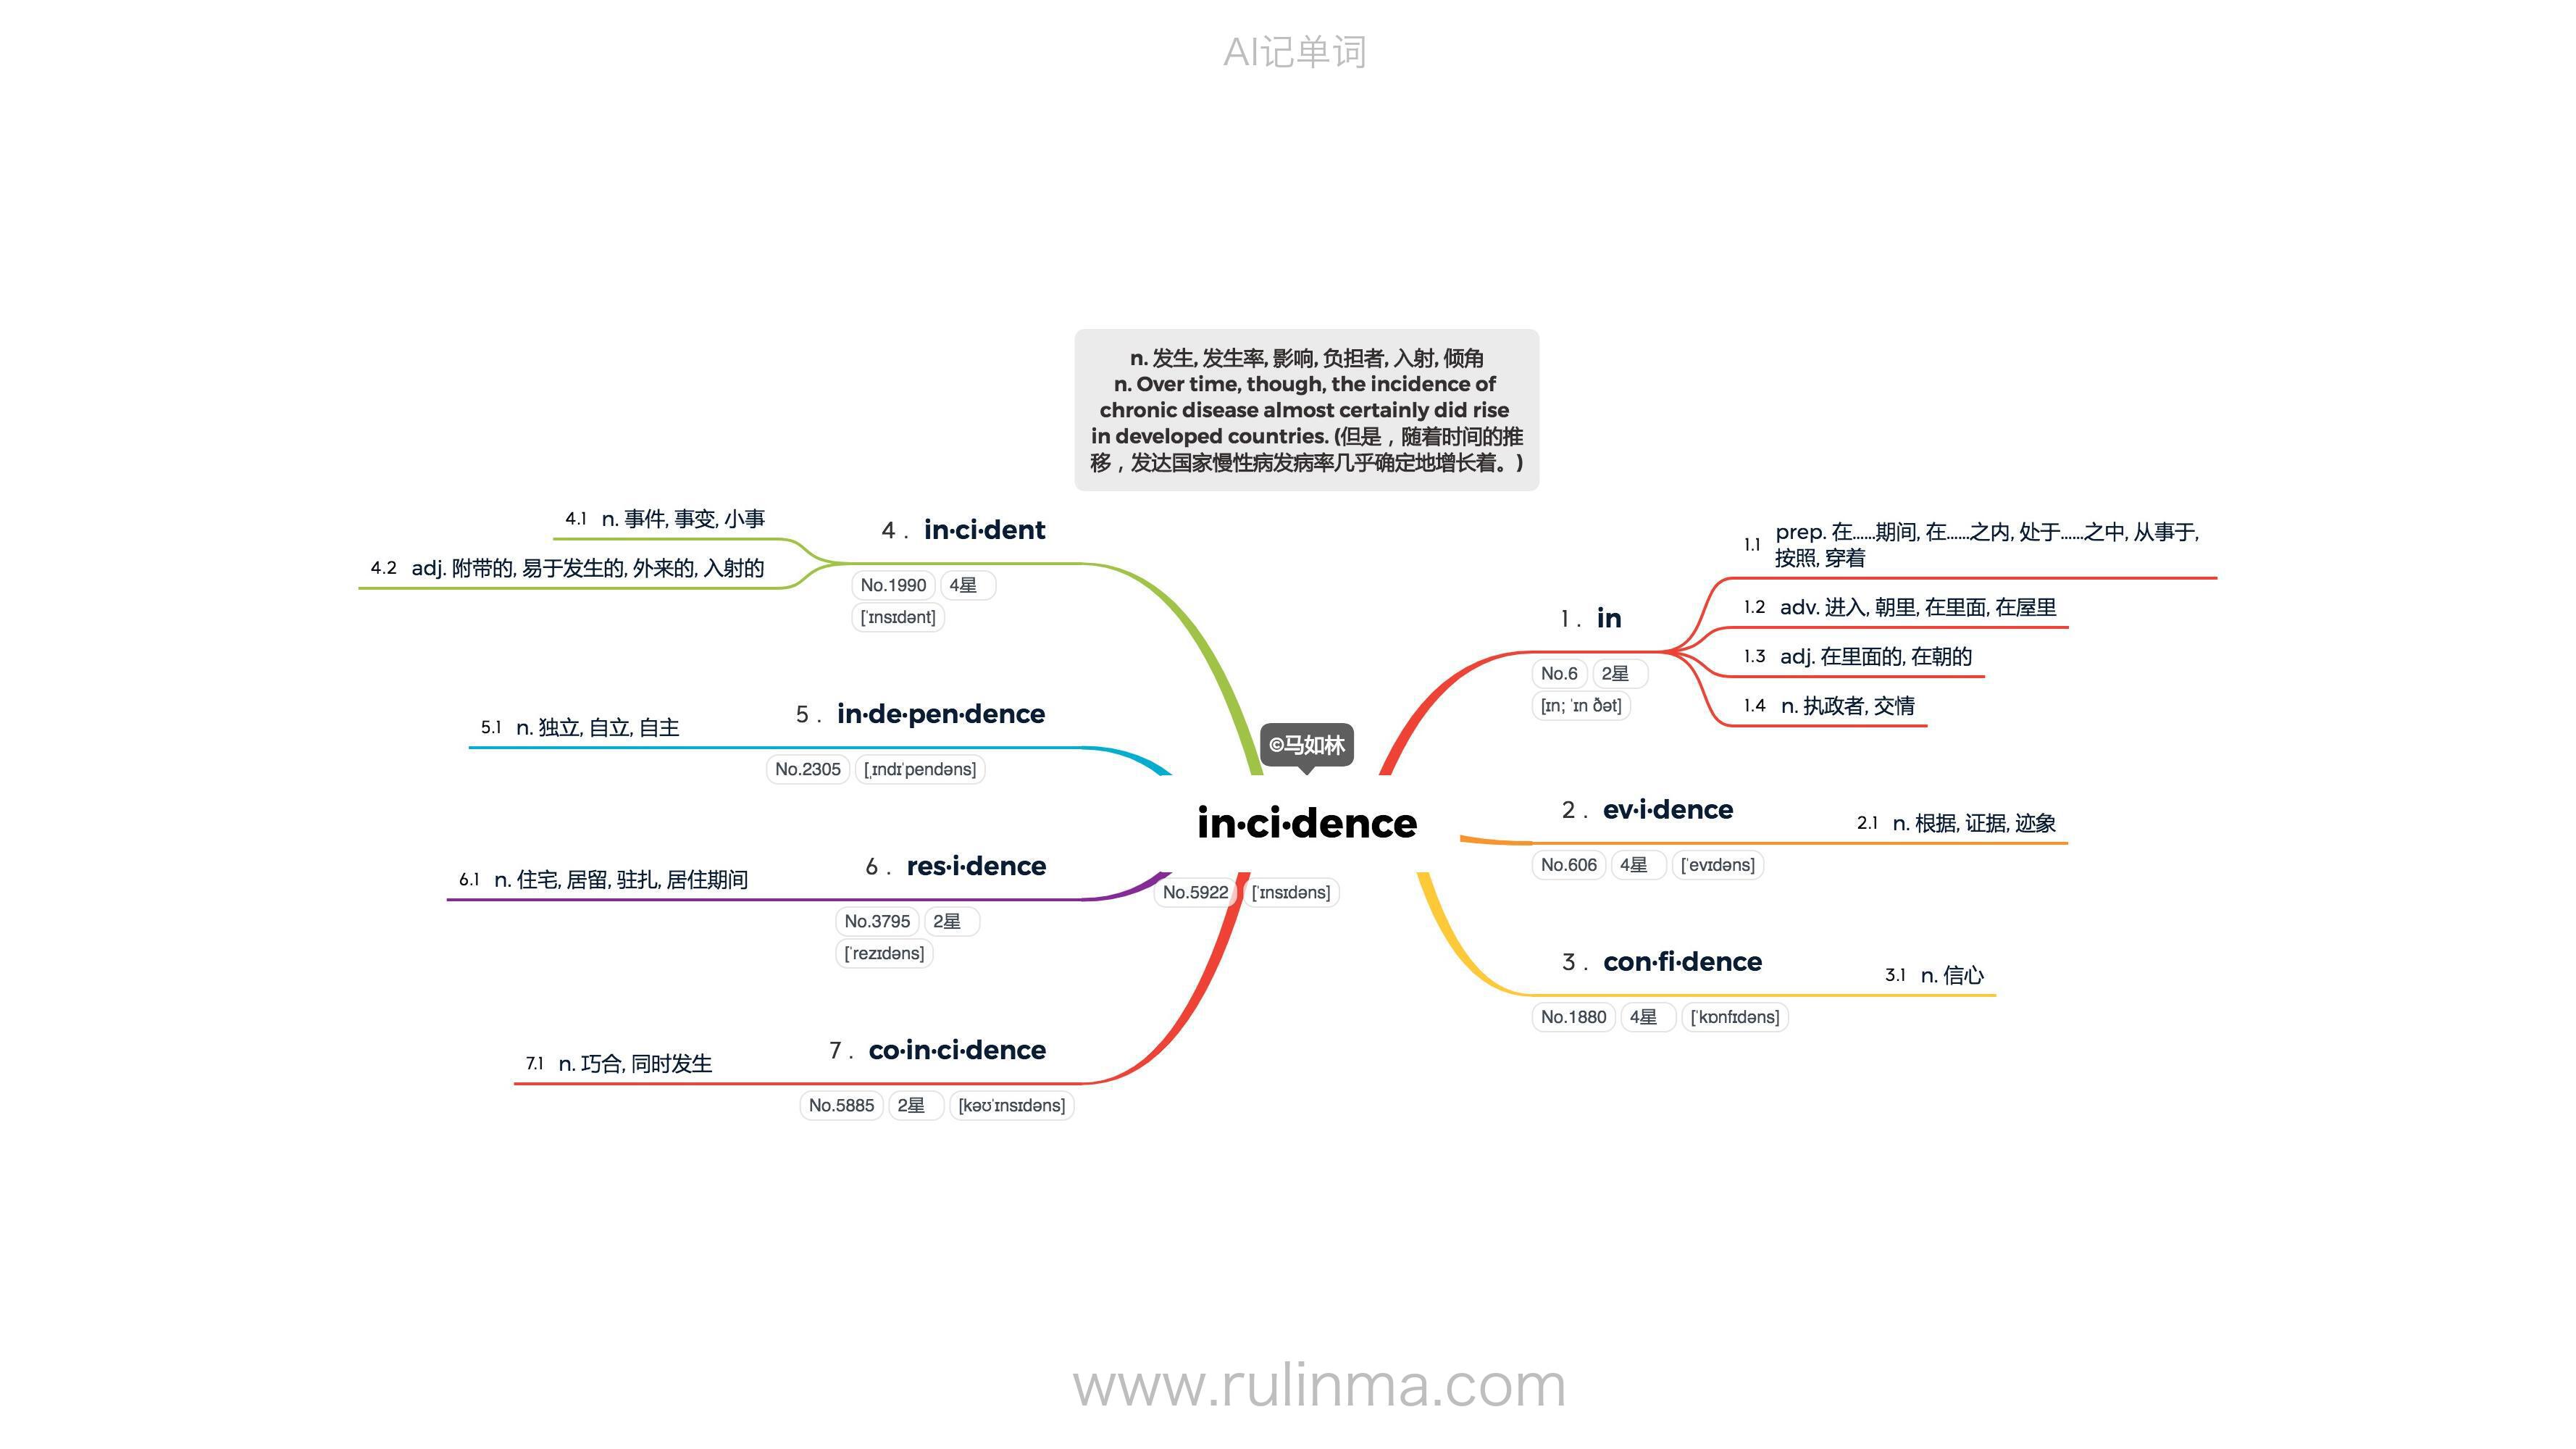 AI记单词
n. 发生, 发生率, 影响, 负担者, 入射, 倾角
n. Over time, though, the incidence of
chronic disease almost certainly did rise
in developed countries. (但是，随着时间的推
移，发达国家慢性病发病率几乎确定地增长着。)
©马如林
in·ci·dence
No.5922 [ˈɪnsɪdəns]
1 . in
No.6 2星
[ɪn; ˈɪn ðət]
1.1 prep. 在......期间, 在......之内, 处于......之中, 从事于,
按照, 穿着
1.2 adv. 进入, 朝里, 在里面, 在屋里
1.3 adj. 在里面的, 在朝的
1.4 n. 执政者, 交情
2 . ev·i·dence
No.606 4星 [ˈevɪdəns]
2.1 n. 根据, 证据, 迹象
3 . con·fi·dence
No.1880 4星 [ˈkɒnfɪdəns]
3.1 n. 信心
4 . in·ci·dent
No.1990 4星
[ˈɪnsɪdənt]
4.1 n. 事件, 事变, 小事
4.2 adj. 附带的, 易于发生的, 外来的, 入射的
5 . in·de·pen·dence
No.2305 [ˌɪndɪˈpendəns]
5.1 n. 独立, 自立, 自主
6 . res·i·dence
No.3795 2星
[ˈrezɪdəns]
6.1 n. 住宅, 居留, 驻扎, 居住期间
7 . co·in·ci·dence
No.5885 2星 [kəʊˈɪnsɪdəns]
7.1 n. 巧合, 同时发生
www.rulinma.com